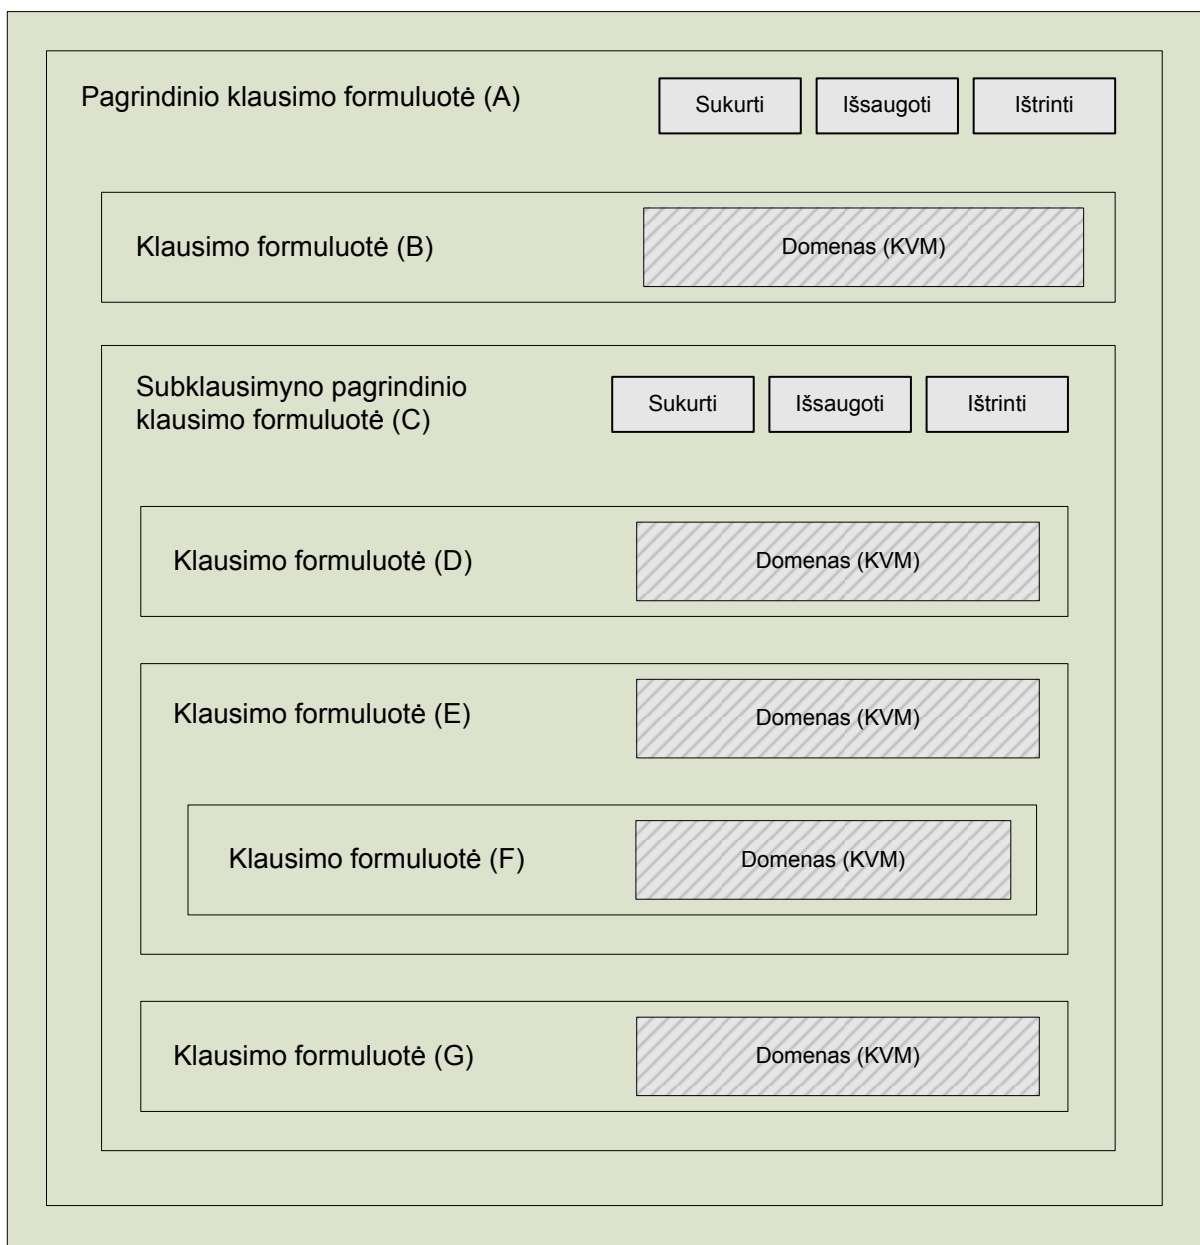 Pagrindinio klausimo formuluotė (A)
Sukurti
Išsaugoti
Ištrinti
Klausimo formuluotė (B)
Domenas (KVM)
Subklausimyno pagrindinio
klausimo formuluotė (C)
Sukurti
Išsaugoti
Ištrinti
Klausimo formuluotė (D)
Domenas (KVM)
Klausimo formuluotė (E)
Domenas (KVM)
Klausimo formuluotė (F)
Domenas (KVM)
Klausimo formuluotė (G)
Domenas (KVM)